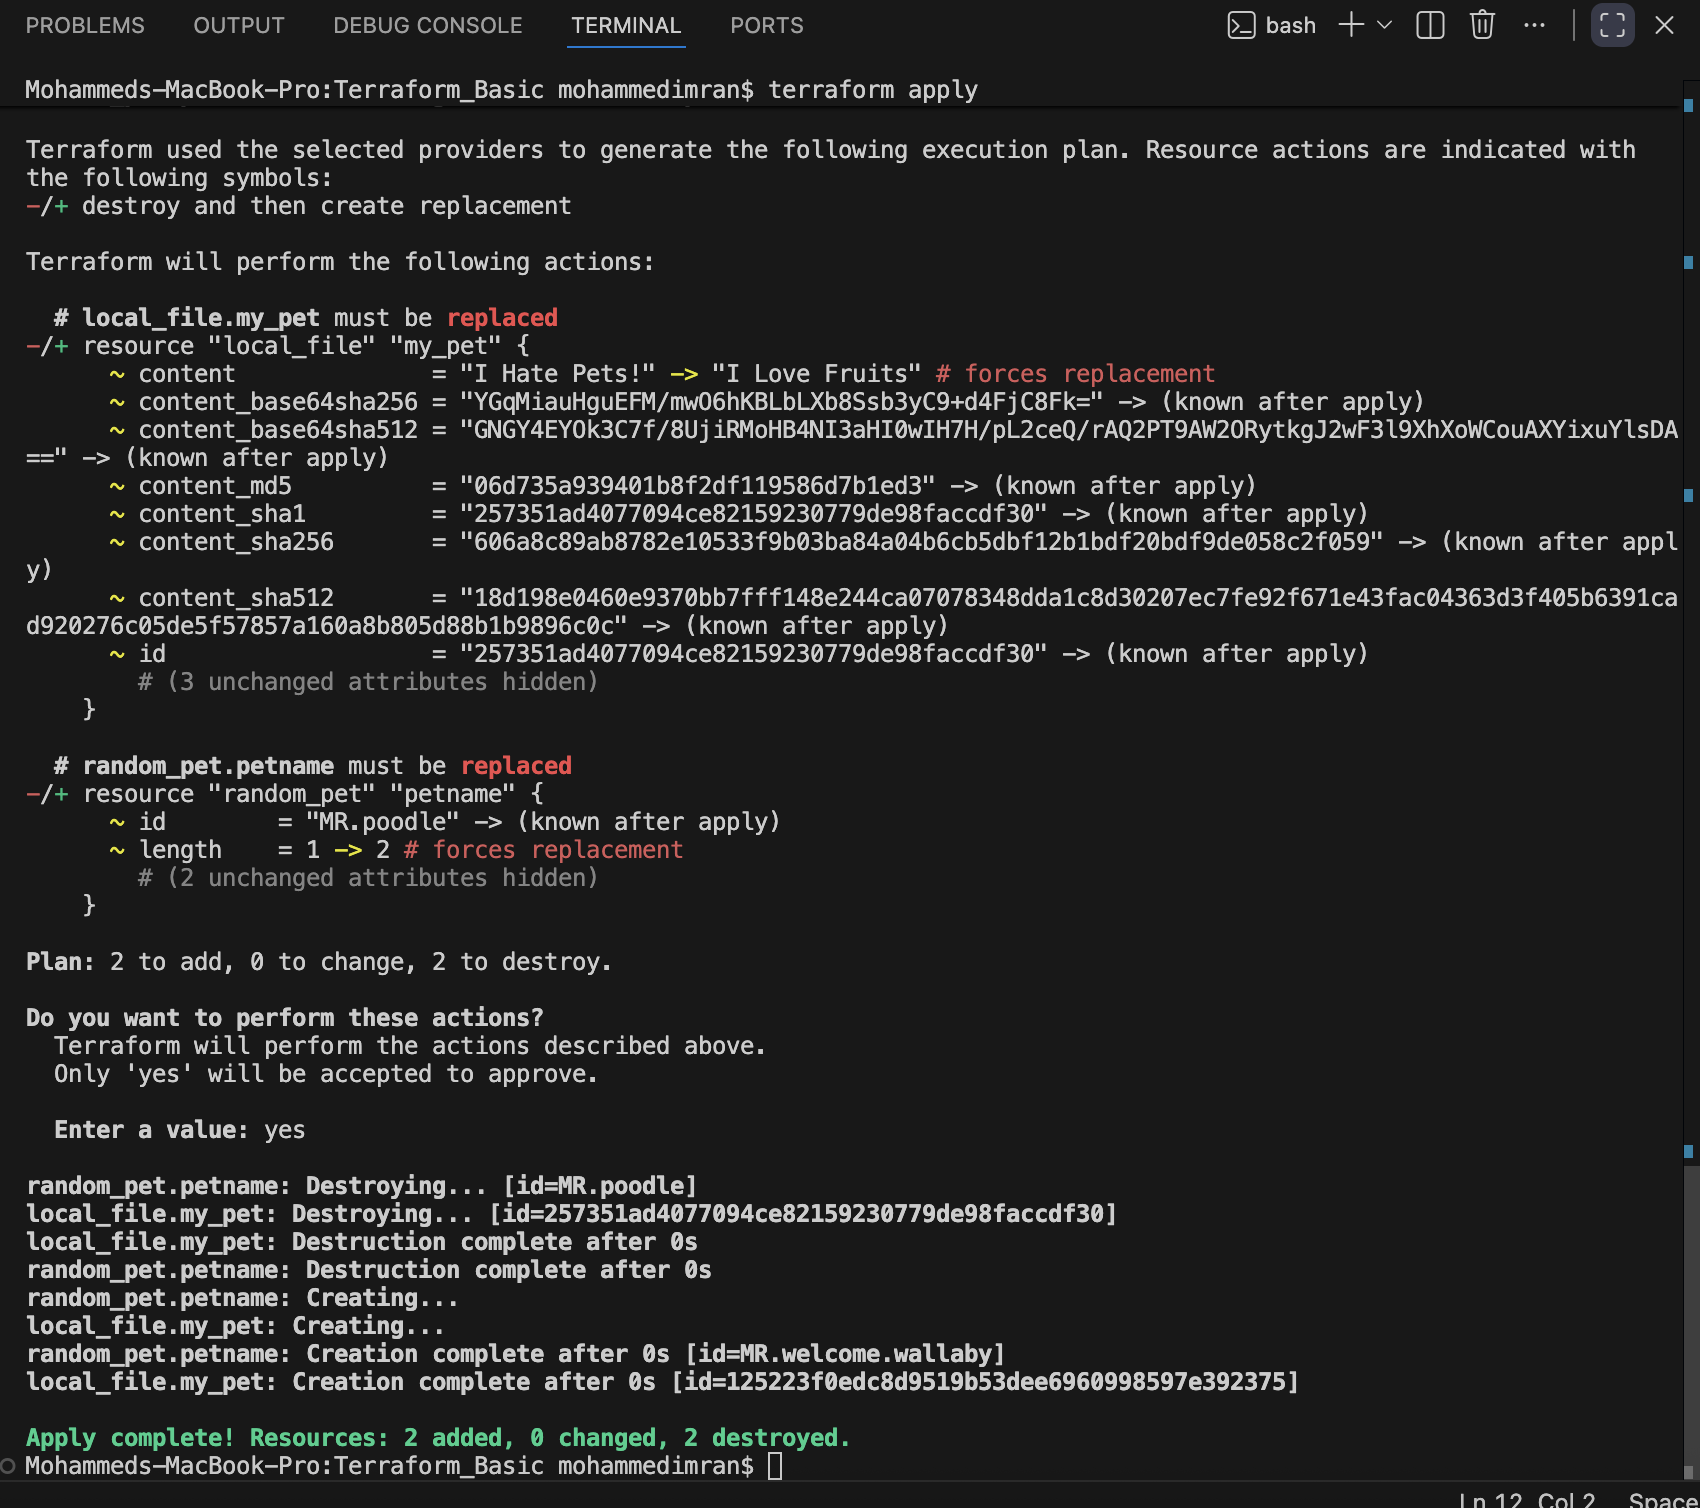 PROBLEMS OUTPUT DEBUG CONSOLE TERMINAL PORTS bash
Mohammeds-MacBook-Pro:Terraform_Basic mohammedimran$ terraform apply
Terraform used the selected providers to generate the following execution plan. Resource actions are indicated with
the following symbols:
-/+ destroy and then create replacement
Terraform will perform the following actions:
# local_file.my_pet must be replaced
-/+ resource "local_file" "my_pet" {
~ content = "I Hate Pets!" -> "I Love Fruits" # forces replacement
~ content_base64sha256 = "YGqMiauHguEFM/mwO6hKBLbLXb8Ssb3yC9+d4FjC8Fk=" -> (known after apply)
~ content_base64sha512 = "GNGY4EYOk3C7f/8UjiRMoHB4NI3aHI0wIH7H/pL2ceQ/rAQ2PT9AW2ORytkgJ2wF3l9XhXoWCouAXYixuYlsDA
==" -> (known after apply)
~ content_md5 = "06d735a939401b8f2df119586d7b1ed3" -> (known after apply)
~ content_sha1 = "257351ad4077094ce82159230779de98faccdf30" -> (known after apply)
~ content_sha256 = "606a8c89ab8782e10533f9b03ba84a04b6cb5dbf12b1bdf20bdf9de058c2f059" -> (known after appl
y)
~ content_sha512 = "18d198e0460e9370bb7fff148e244ca07078348dda1c8d30207ec7fe92f671e43fac04363d3f405b6391ca
d920276c05de5f57857a160a8b805d88b1b9896c0c" -> (known after apply)
~ id = "257351ad4077094ce82159230779de98faccdf30" -> (known after apply)
# (3 unchanged attributes hidden)
}
# random_pet.petname must be replaced
-/+ resource "random_pet" "petname" {
~ id = "MR.poodle" -> (known after apply)
~ length = 1 -> 2 # forces replacement
# (2 unchanged attributes hidden)
}
Plan: 2 to add, 0 to change, 2 to destroy.
Do you want to perform these actions?
Terraform will perform the actions described above.
Only 'yes' will be accepted to approve.
Enter a value: yes
random_pet.petname: Destroying... [id=MR.poodle]
local_file.my_pet: Destroying... [id=257351ad4077094ce82159230779de98faccdf30]
local_file.my_pet: Destruction complete after 0s
random_pet.petname: Destruction complete after 0s
random_pet.petname: Creating...
local_file.my_pet: Creating...
random_pet.petname: Creation complete after 0s [id=MR.welcome.wallaby]
local_file.my_pet: Creation complete after 0s [id=125223f0edc8d9519b53dee6960998597e392375]
Apply complete! Resources: 2 added, 0 changed, 2 destroyed.
Mohammeds-MacBook-Pro:Terraform_Basic mohammedimran$
Ln 12, Col 2 Space